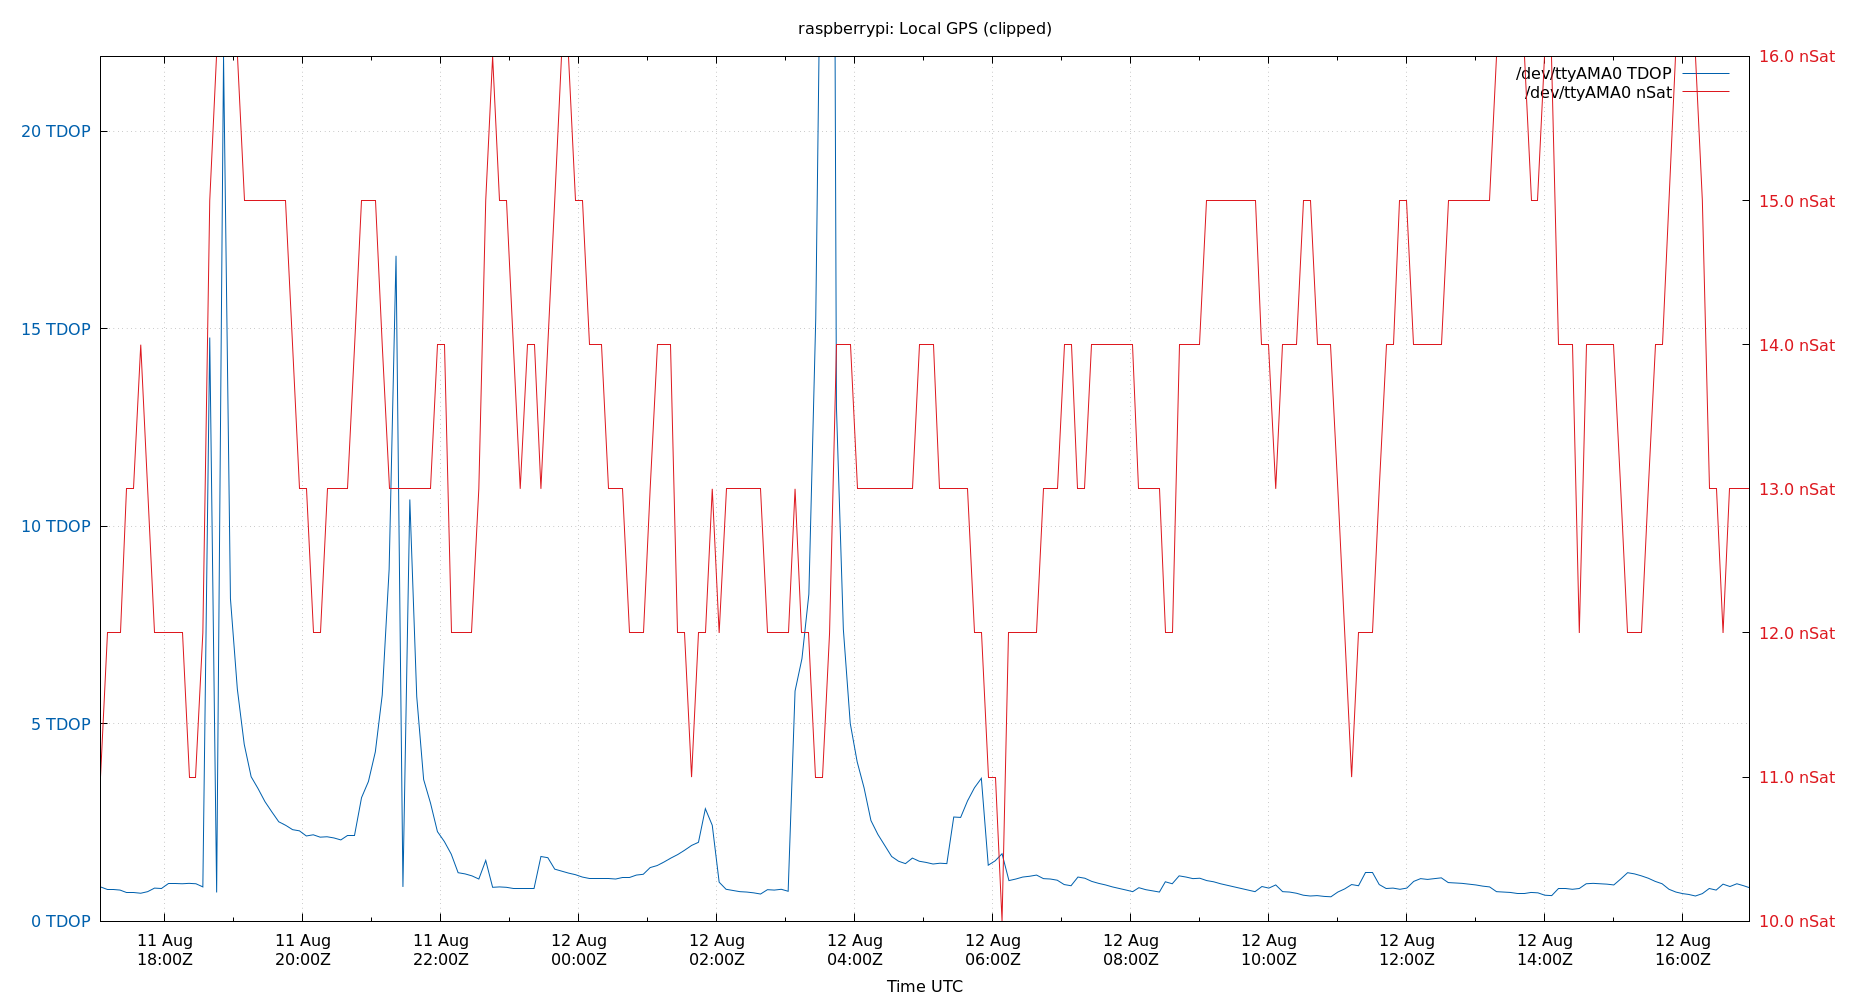 raspberrypi: Local GPS (clipped)
/dev/ttyAMA0 TDOP
/dev/ttyAMA0 nSat
20 TDOP
15 TDOP
10 TDOP
5 TDOP
0 TDOP
16.0 nSat
15.0 nSat
14.0 nSat
13.0 nSat
12.0 nSat
11.0 nSat
10.0 nSat
11 Aug
18:00Z
11 Aug
20:00Z
11 Aug
22:00Z
12 Aug
00:00Z
12 Aug
02:00Z
12 Aug
04:00Z
12 Aug
06:00Z
12 Aug
08:00Z
12 Aug
10:00Z
12 Aug
12:00Z
12 Aug
14:00Z
12 Aug
16:00Z
Time UTC